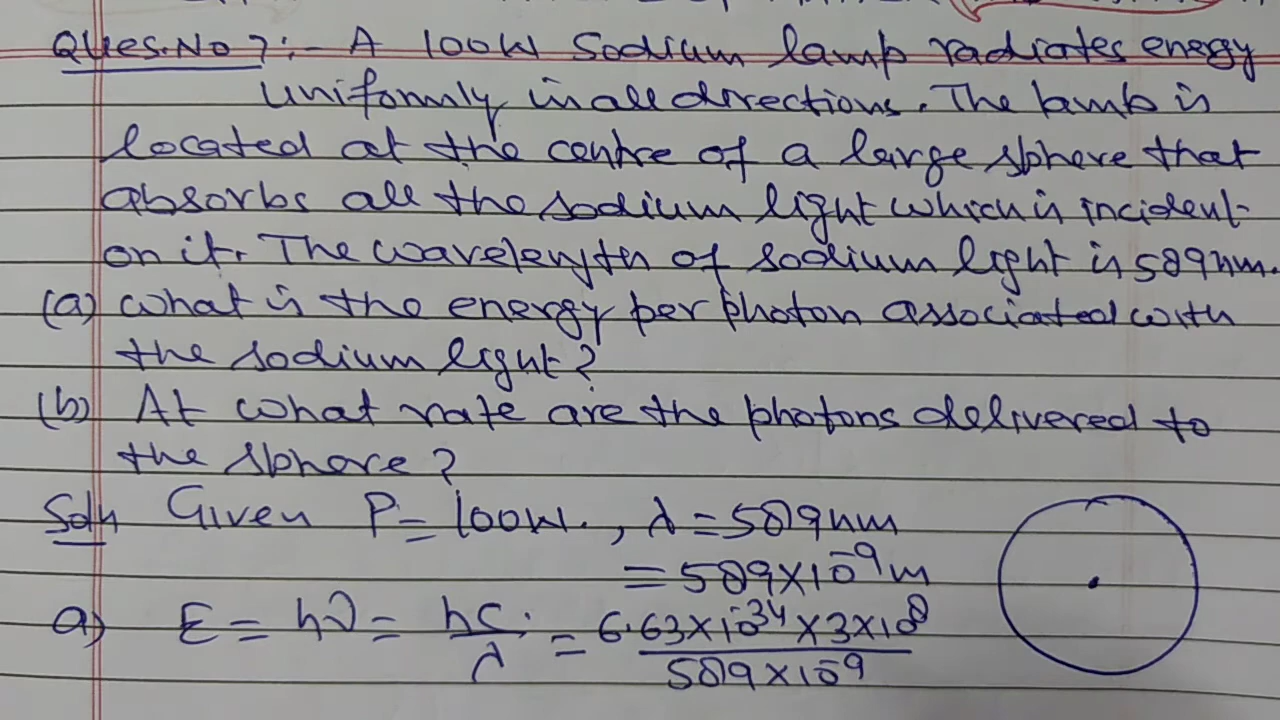 Ques.No 7:- A 100W Sodium lamp radiates energy
uniformly in all directions. The lamb is
located at the centre of a large sphere that
absorbs all the sodium light which is incident
on it. The wavelength of sodium light is 589nm.
(a) What is the energy per photon associated with
the sodium light?
(b) At what rate are the photons delivered to
the sphere?
Soln Given P = 100W., λ = 589nm
= 589×10⁻⁹m
a) E = hν = hc/λ = 6.63×10⁻³⁴×3×10⁸/589×10⁻⁹